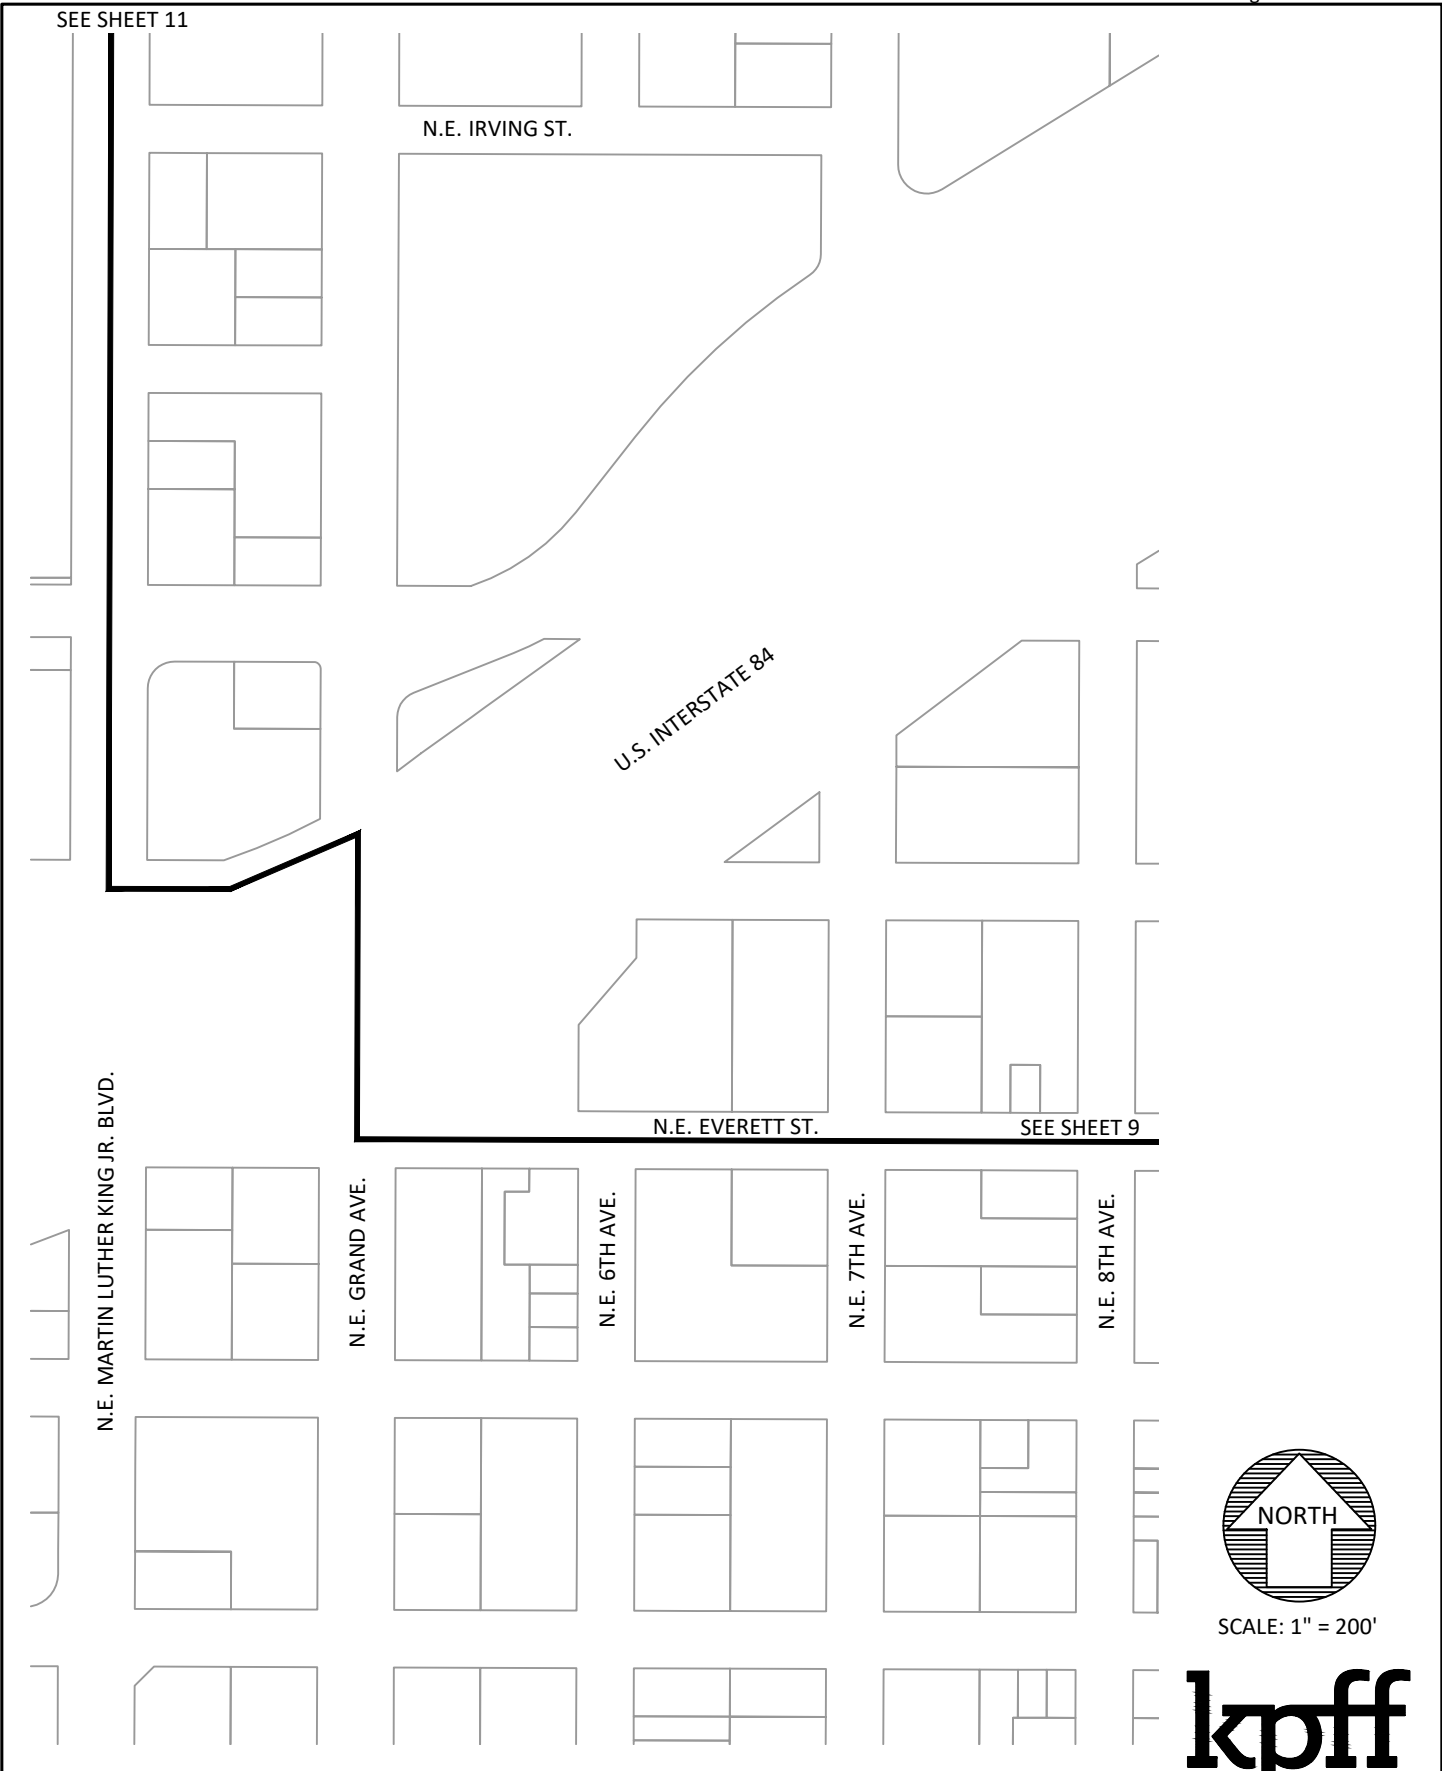 SEE SHEET 11
N.E. IRVING ST.
U.S. INTERSTATE 84
N.E. EVERETT ST.
SEE SHEET 9
N.E. MARTIN LUTHER KING JR. BLVD.
N.E. GRAND AVE.
N.E. 6TH AVE.
N.E. 7TH AVE.
N.E. 8TH AVE.
NORTH
SCALE: 1" = 200'
kpff